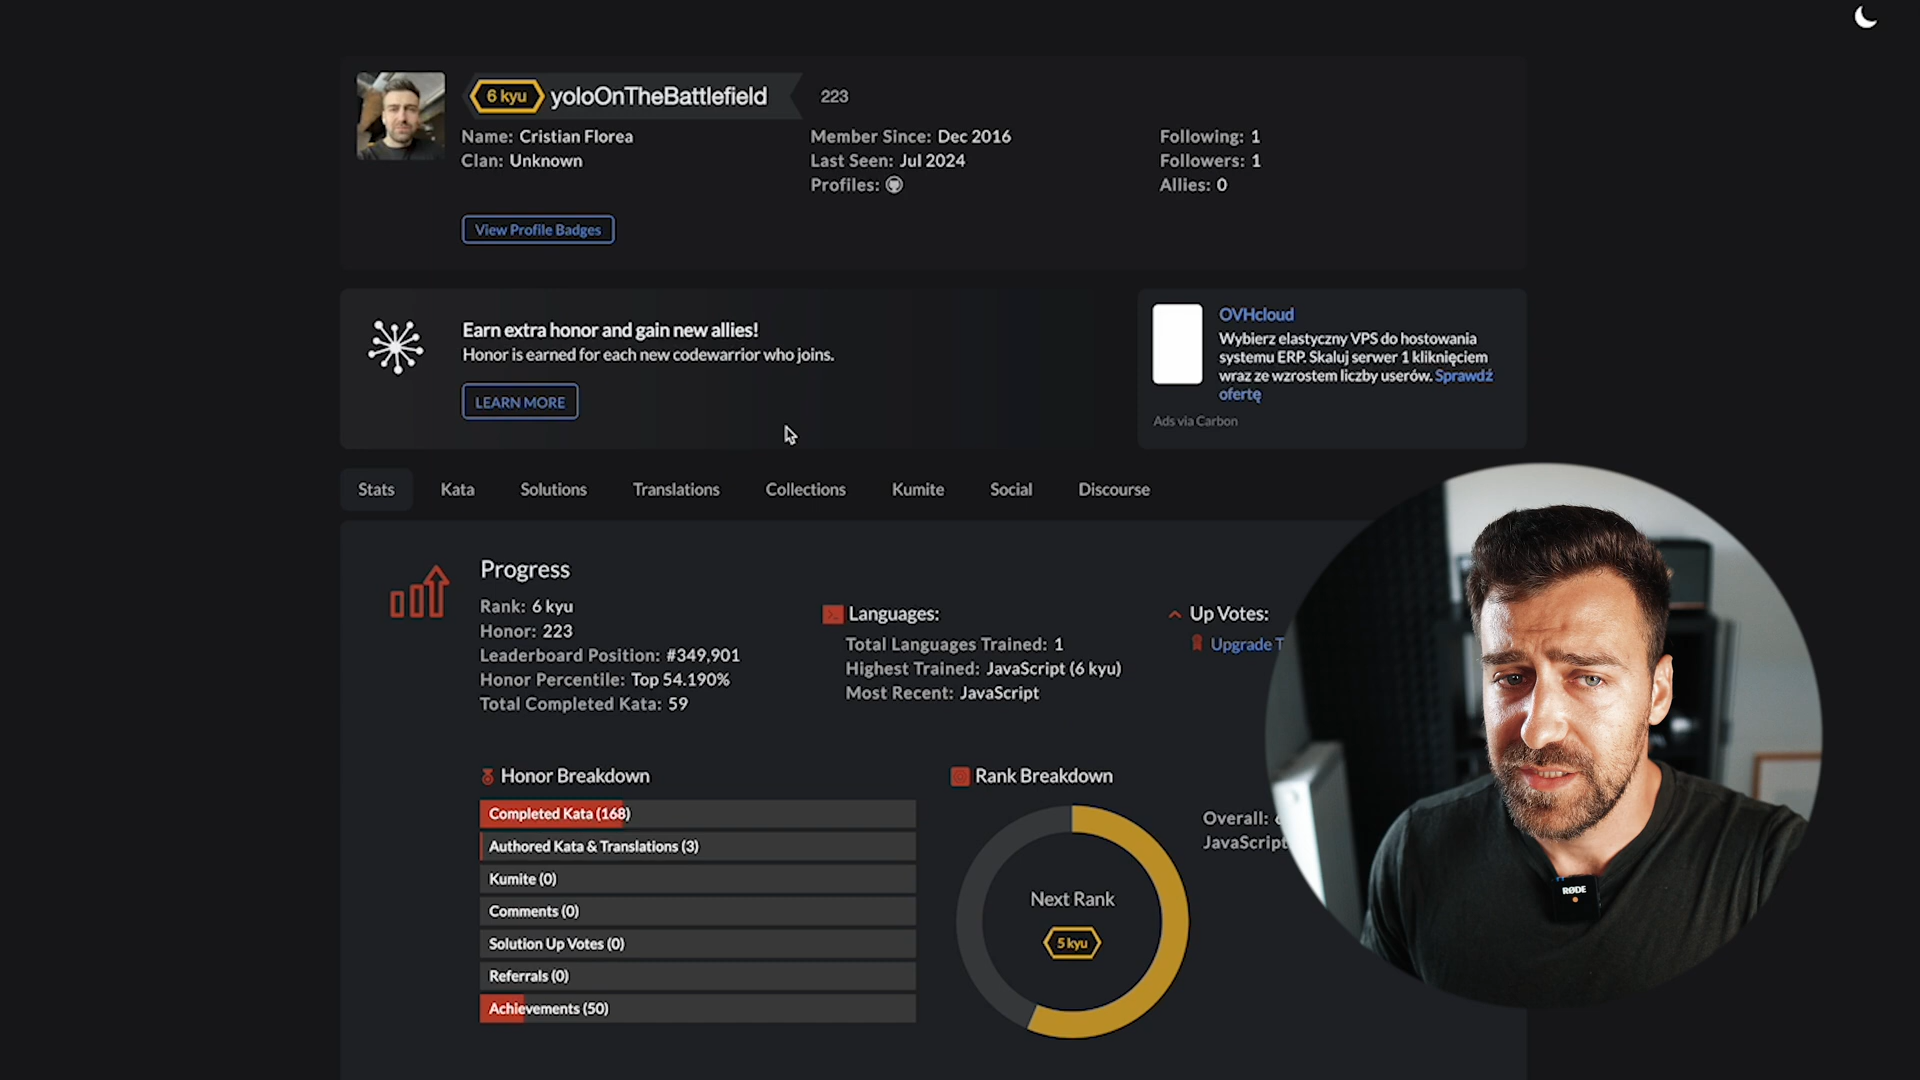 6 kyu yoloOnTheBattlefield 223
Name: Cristian Florea
Clan: Unknown
Member Since: Dec 2016
Last Seen: Jul 2024
Profiles:
Following: 1
Followers: 1
Allies: 0
View Profile Badges
Earn extra honor and gain new allies!
Honor is earned for each new codewarrior who joins.
LEARN MORE
OVHcloud
Wybierz elastyczny VPS do hostowania
systemu ERP. Skaluj serwer 1 kliknięciem
wraz ze wzrostem liczby userów. Sprawdź
ofertę
Ads via Carbon
Stats Kata Solutions Translations Collections Kumite Social Discourse
Progress
Rank: 6 kyu
Honor: 223
Leaderboard Position: #349,901
Honor Percentile: Top 54.190%
Total Completed Kata: 59
Languages:
Total Languages Trained: 1
Highest Trained: JavaScript (6 kyu)
Most Recent: JavaScript
Up Votes:
Upgrade T
Honor Breakdown
Completed Kata (168)
Authored Kata & Translations (3)
Kumite (0)
Comments (0)
Solution Up Votes (0)
Referrals (0)
Achievements (50)
Rank Breakdown
Next Rank
5 kyu
Overall:
JavaScript
RØDE